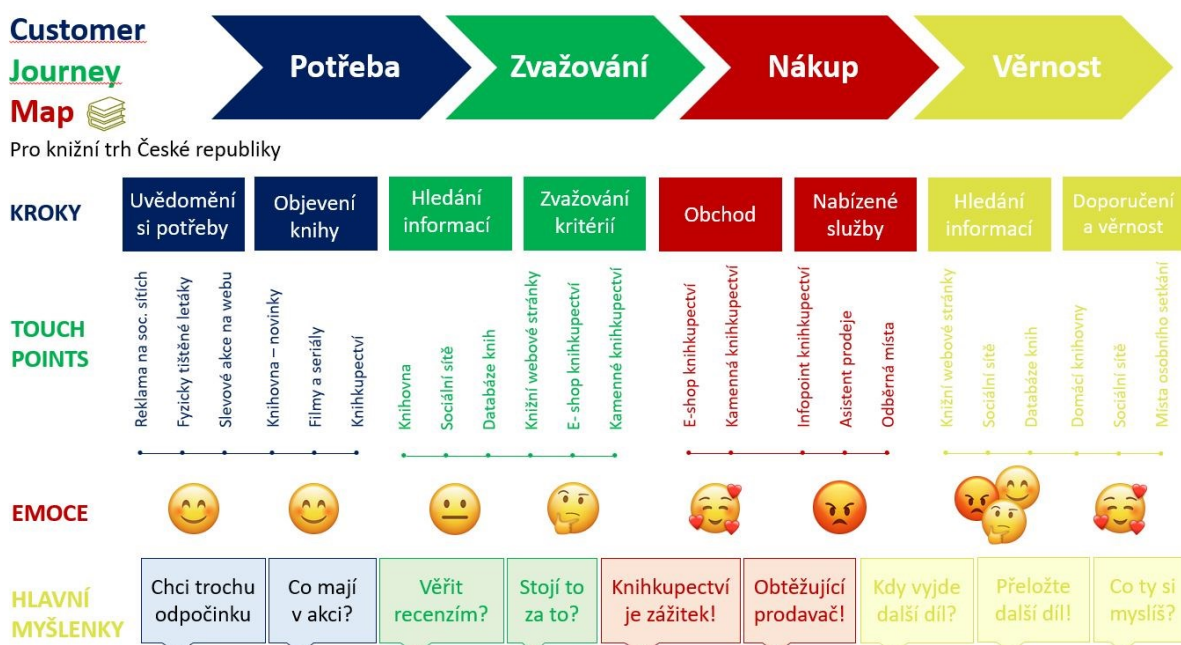 Customer
Journey
Map
Pro knižní trh České republiky
Potřeba
Zvažování
Nákup
Věrnost
KROKY
Uvědomění
si potřeby
Objevení
knihy
Hledání
informací
Zvažování
kritérií
Obchod
Nabízené
služby
Hledání
informací
Doporučení
a věrnost
TOUCH
POINTS
Reklama na soc. sítích
Fyzicky tištěné letáky
Slevové akce na webu
Knihovna – novinky
Filmy a seriály
Knihkupectví
Knihovna
Sociální sítě
Databáze knih
Knižní webové stránky
E- shop knihkupectví
Kamenné knihkupectví
E-shop knihkupectví
Kamenná knihkupectví
Infopoint knihkupectví
Asistent prodeje
Odběrná místa
Knižní webové stránky
Sociální sítě
Databáze knih
Domácí knihovny
Sociální sítě
Místa osobního setkání
EMOCE
HLAVNÍ
MYŠLENKY
Chci trochu
odpočinku
Co mají
v akci?
Věřit
recenzím?
Stojí to
za to?
Knihkupectví
je zážitek!
Obtěžující
prodavač!
Kdy vyjde
další díl?
Přeložte
další díl!
Co ty si
myslíš?